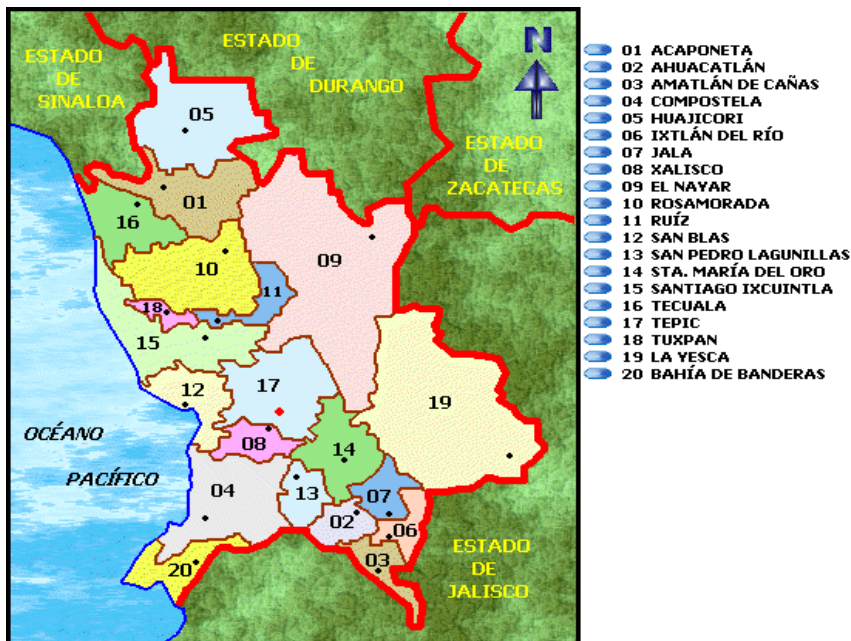 ESTADO
DE
SINALOA
ESTADO
DE
DURANGO
N
ESTADO
DE
ZACATECAS
05
01
16
09
10
11
18
15
12
17
19
08
14
OCÉANO
PACÍFICO
04
13
07
02
06
03
20
ESTADO
DE
JALISCO
01 ACAPONETA
02 AHUACATLÁN
03 AMATLÁN DE CAÑAS
04 COMPOSTELA
05 HUAJICORI
06 IXTLÁN DEL RÍO
07 JALA
08 XALISCO
09 EL NAYAR
10 ROSAMORADA
11 RUÍZ
12 SAN BLAS
13 SAN PEDRO LAGUNILLAS
14 STA. MARÍA DEL ORO
15 SANTIAGO IXCUINTLA
16 TECUALA
17 TEPIC
18 TUXPAN
19 LA YESCA
20 BAHÍA DE BANDERAS